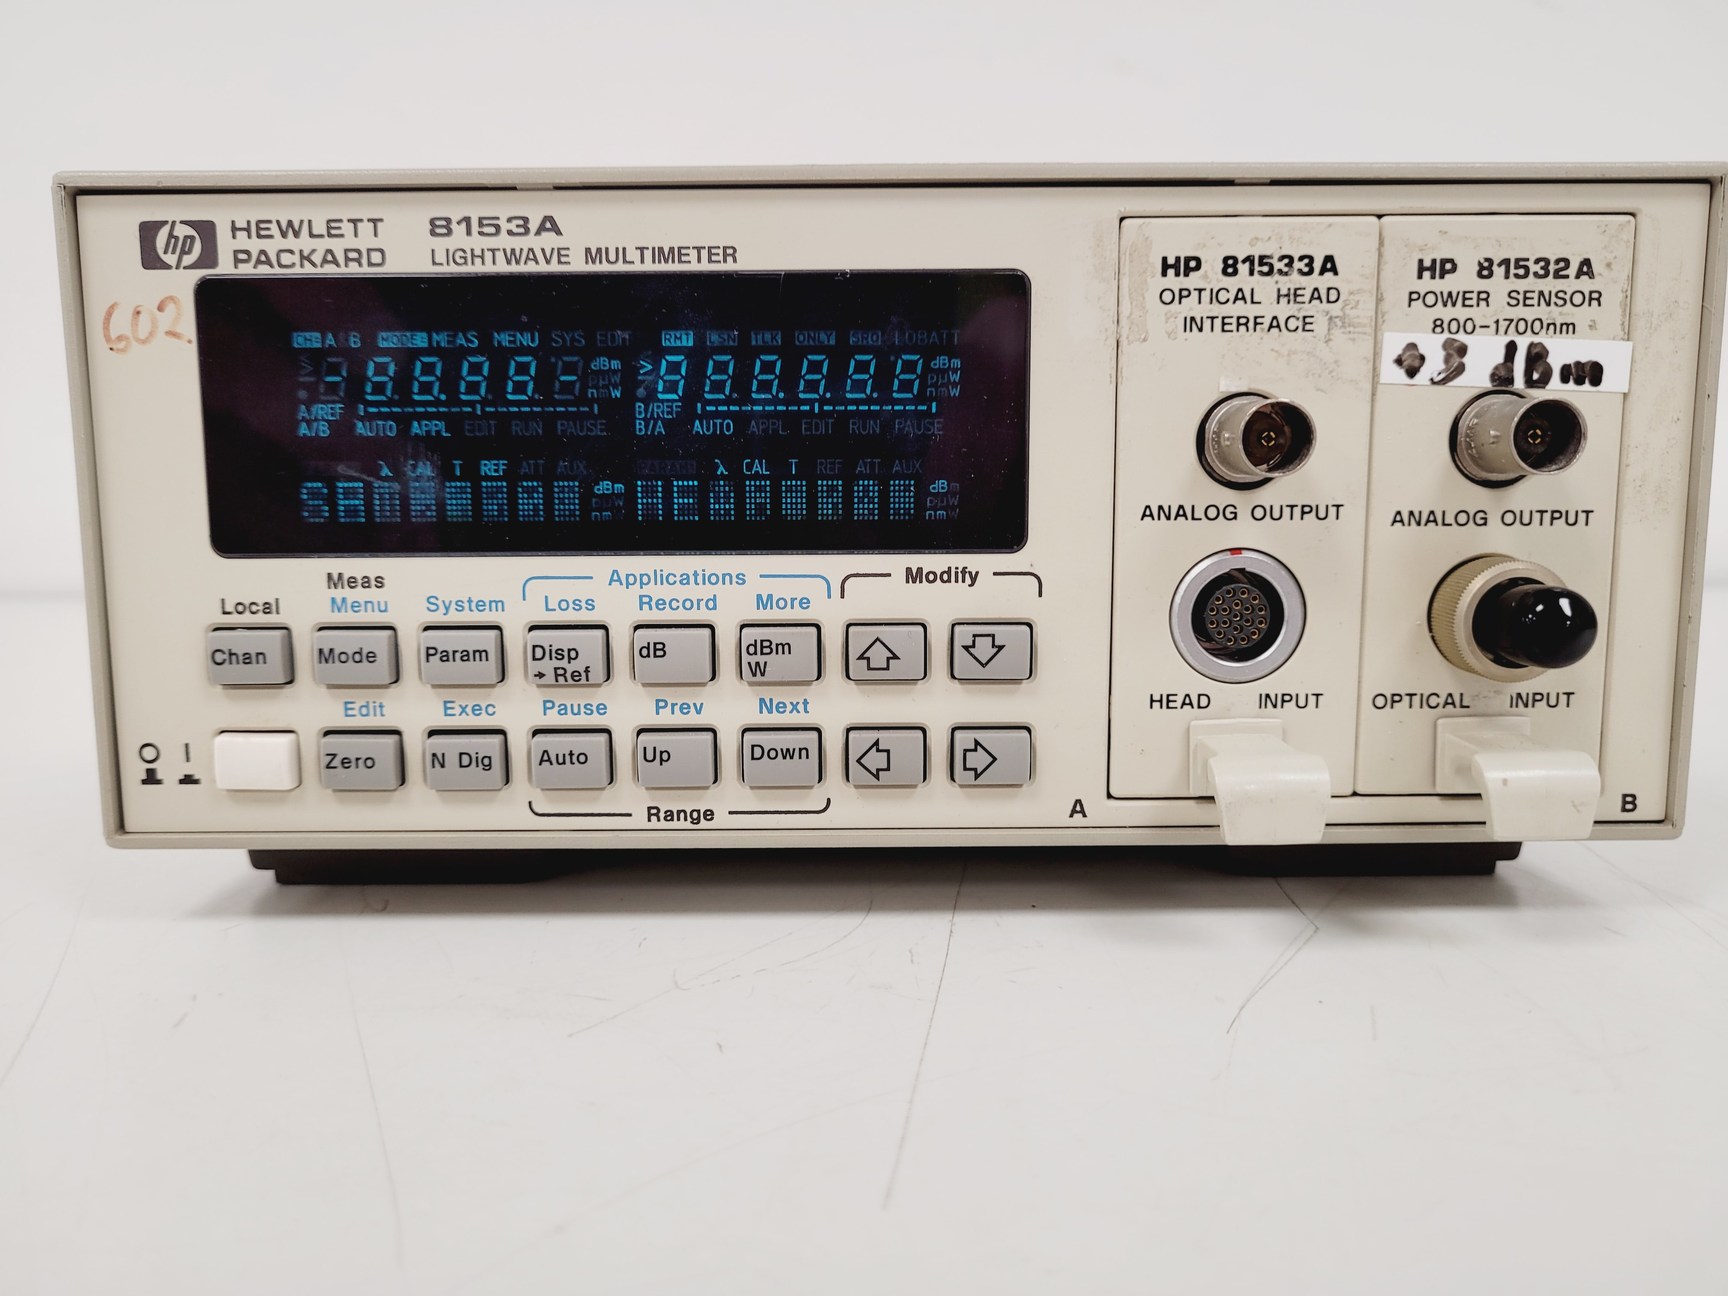 hp HEWLETT PACKARD
8153A
LIGHTWAVE MULTIMETER
602
CH: A B MODE: MEAS MENU SYS EDIT RMT LSN TLK ONLY SRQ LOBATT
dBm dBm
pµW pµW
nmW nmW
A/REF B/REF
A/B AUTO APPL EDIT RUN PAUSE B/A AUTO APPL EDIT RUN PAUSE
λ CAL T REF ATT AUX PARAM: λ CAL T REF ATT AUX
dBm dBm
pµW pµW
nmW nmW
Meas Applications Modify
Local Menu System Loss Record More
Chan Mode Param Disp → Ref dB dBm W
Edit Exec Pause Prev Next
O I Zero N Dig Auto Up Down
Range
HP 81533A
OPTICAL HEAD
INTERFACE
ANALOG OUTPUT
HEAD INPUT
A
HP 81532A
POWER SENSOR
800-1700nm
+3 dBm
ANALOG OUTPUT
OPTICAL INPUT
B